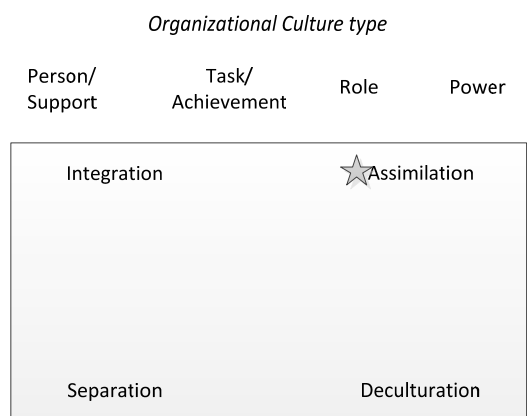 Organizational Culture type
Person/
Support
Task/
Achievement
Role
Power
Integration
Assimilation
Separation
Deculturation